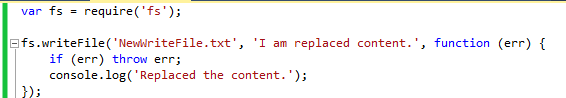 var fs = require('fs');
fs.writeFile('NewWriteFile.txt', 'I am replaced content.', function (err) {
    if (err) throw err;
    console.log('Replaced the content.');
});